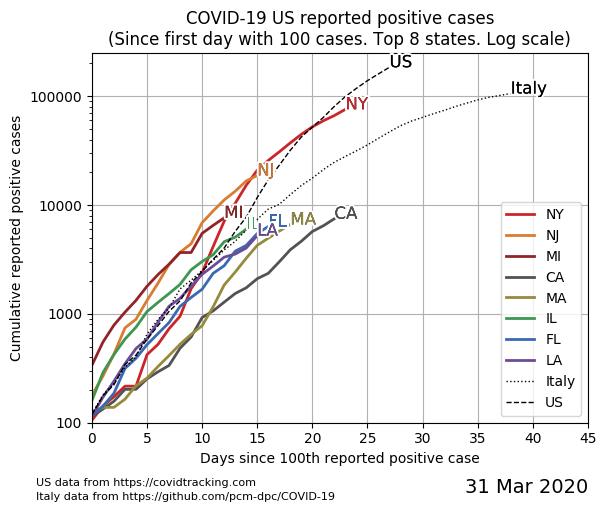 COVID-19 US reported positive cases
(Since first day with 100 cases. Top 8 states. Log scale)
Cumulative reported positive cases
100000
10000
1000
100
US
Italy
NY
NJ
MI
IL
LA
FL
MA
CA
NY
NJ
MI
CA
MA
IL
FL
LA
Italy
US
0 5 10 15 20 25 30 35 40 45
Days since 100th reported positive case
US data from https://covidtracking.com
Italy data from https://github.com/pcm-dpc/COVID-19
31 Mar 2020